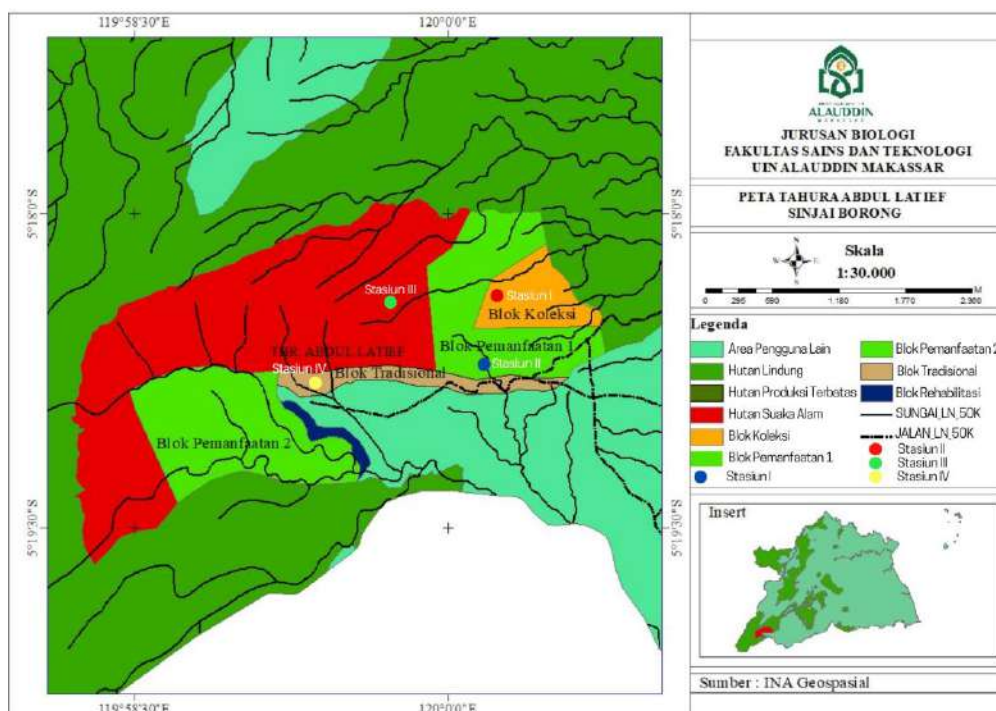 119°58'30"E
120°0'0"E
5°18'0"S
5°18'0"S
Stasiun III
Stasiun I
Blok Koleksi
Blok Pemanfaatan 1
THR. ABDUL LATIEF
Stasiun II
Stasiun IV
Blok Tradisional
Blok Pemanfaatan 2
5°19'30"S
5°19'30"S
119°58'30"E
120°0'0"E
ALAUDDIN
JURUSAN BIOLOGI
FAKULTAS SAINS DAN TEKNOLOGI
UIN ALAUDDIN MAKASSAR
PETA TAHURA ABDUL LATIEF
SINJAI BORONG
N
W
E
S
Skala
1:30.000
0 295 590 1.180 1.770 2.360 M
Legenda
Area Pengguna Lain
Hutan Lindung
Hutan Produksi Terbatas
Hutan Suaka Alam
Blok Koleksi
Blok Pemanfaatan 1
Stasiun I
Blok Pemanfaatan 2
Blok Tradisional
Blok Rehabilitasi
SUNGAI_LN_50K
JALAN_LN_50K
Stasiun II
Stasiun III
Stasiun IV
Insert
Sumber : INA Geospasial